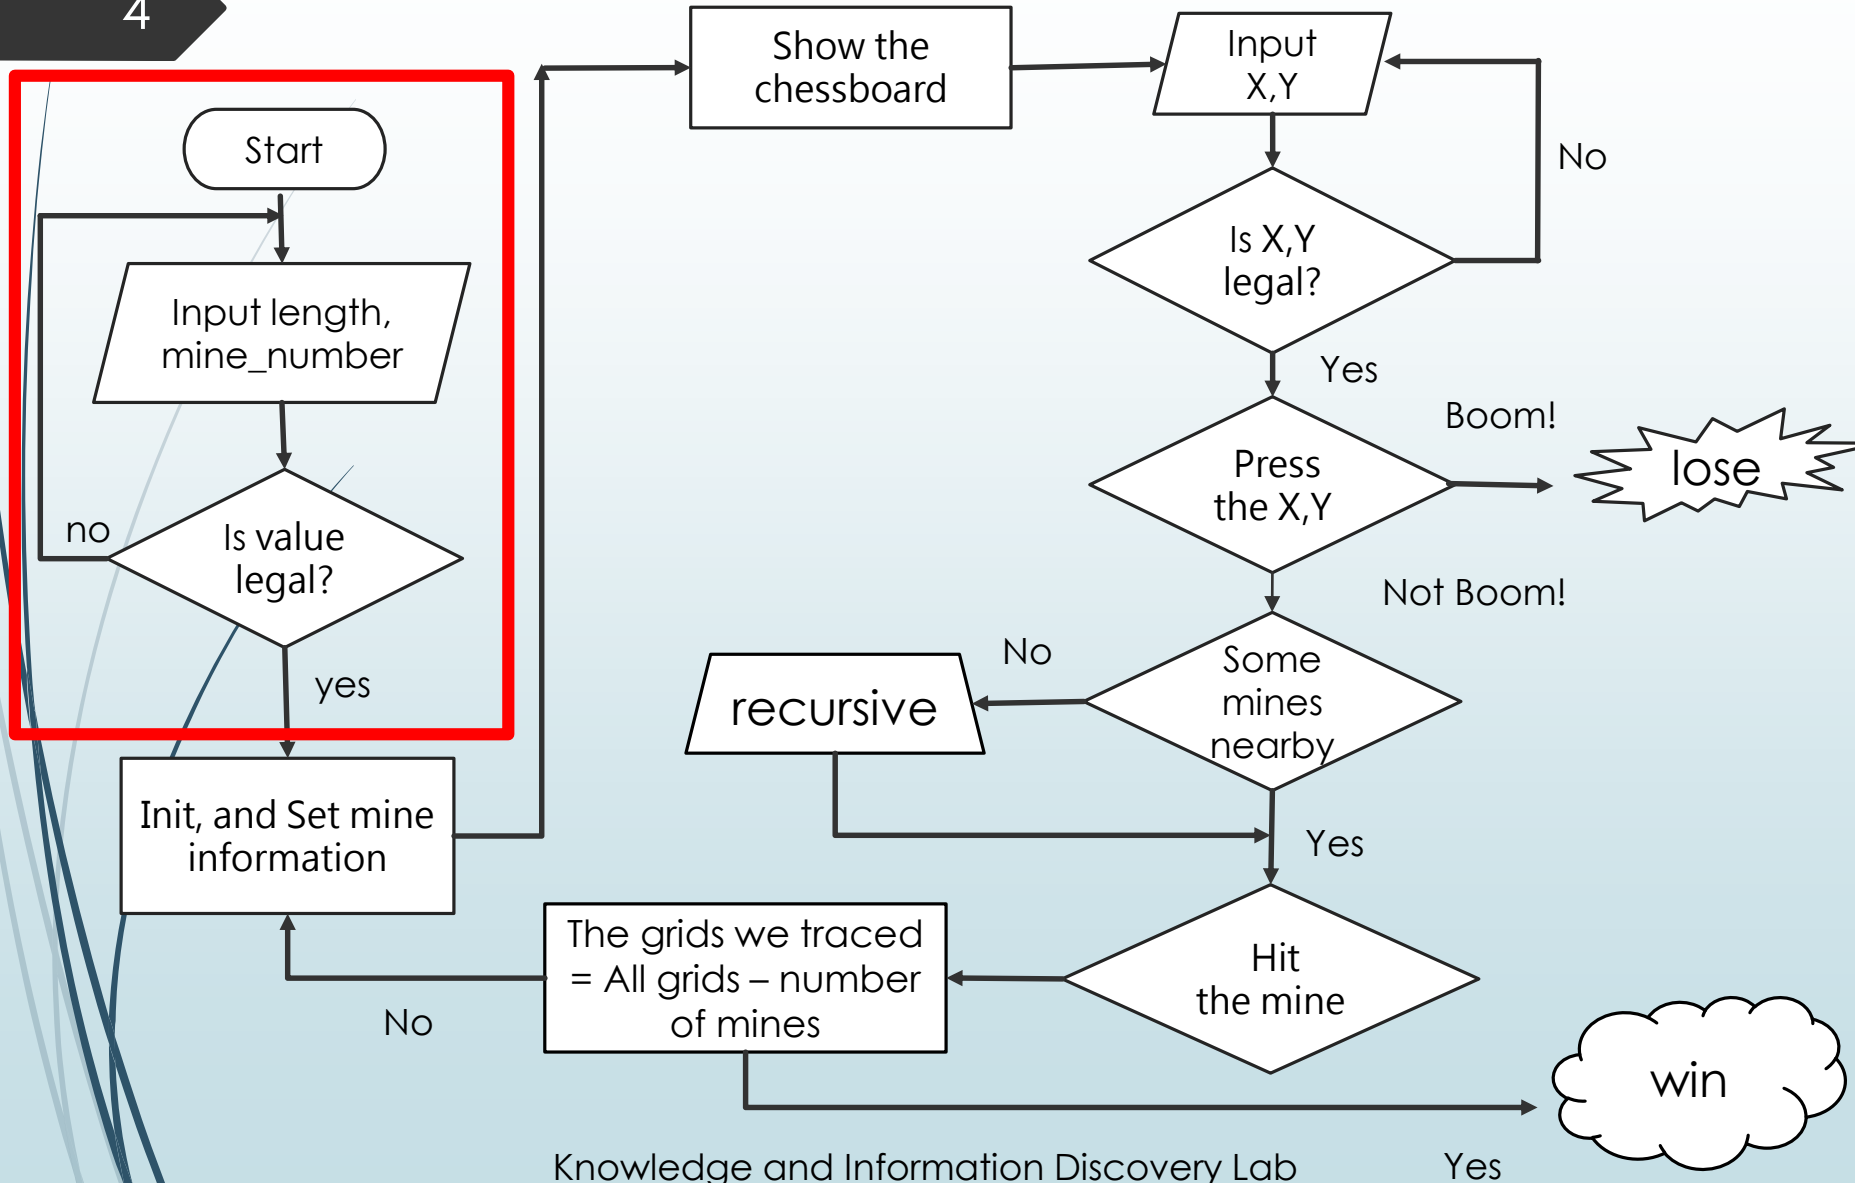 4
Start
Input length,
mine_number
Is value
legal?
no
yes
Init, and Set mine
information
Show the
chessboard
Input
X,Y
No
Is X,Y
legal?
Yes
Boom!
Press
the X,Y
lose
Not Boom!
Some
mines
nearby
No
recursive
Yes
Hit
the mine
The grids we traced
= All grids – number
of mines
No
win
Yes
Knowledge and Information Discovery Lab